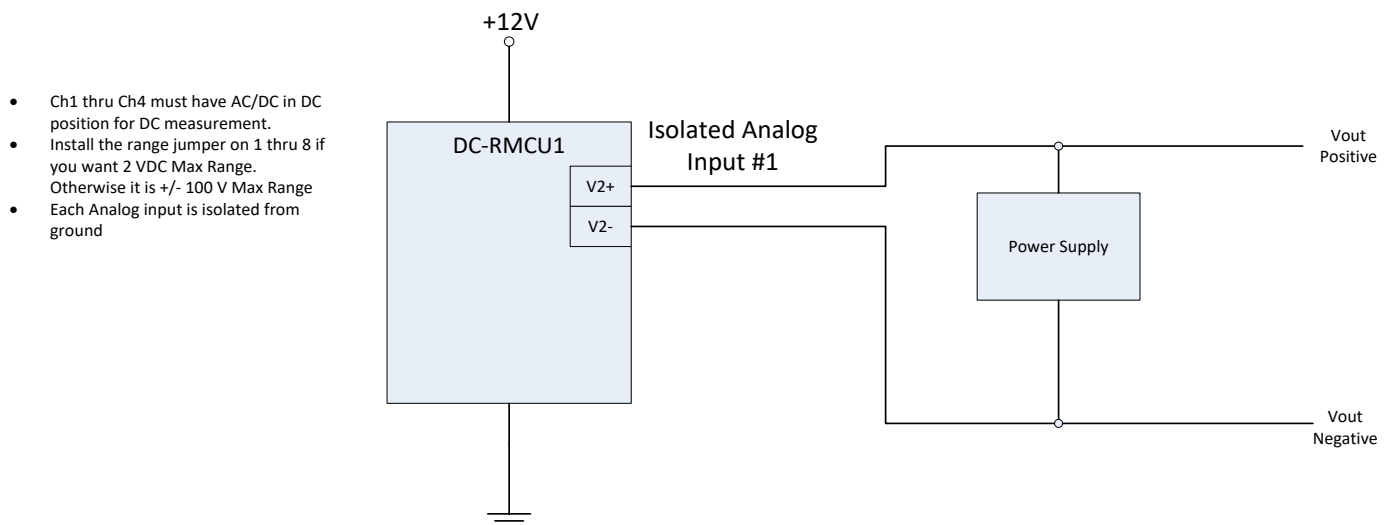 +12V
• Ch1 thru Ch4 must have AC/DC in DC
position for DC measurement.
• Install the range jumper on 1 thru 8 if
you want 2 VDC Max Range.
Otherwise it is +/- 100 V Max Range
• Each Analog input is isolated from
ground
DC-RMCU1
V2+
V2-
Isolated Analog
Input #1
Power Supply
Vout
Positive
Vout
Negative